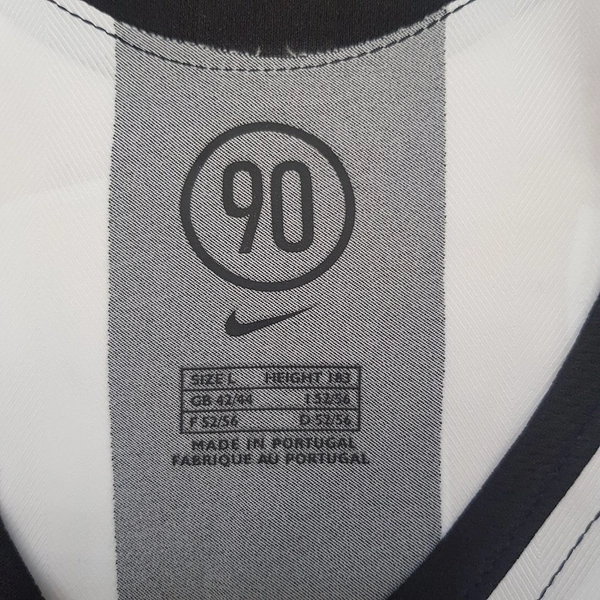 90
SIZE L HEIGHT 183
GB 42/44 I 52/56
F 52/56 D 52/56
MADE IN PORTUGAL
FABRIQUE AU PORTUGAL